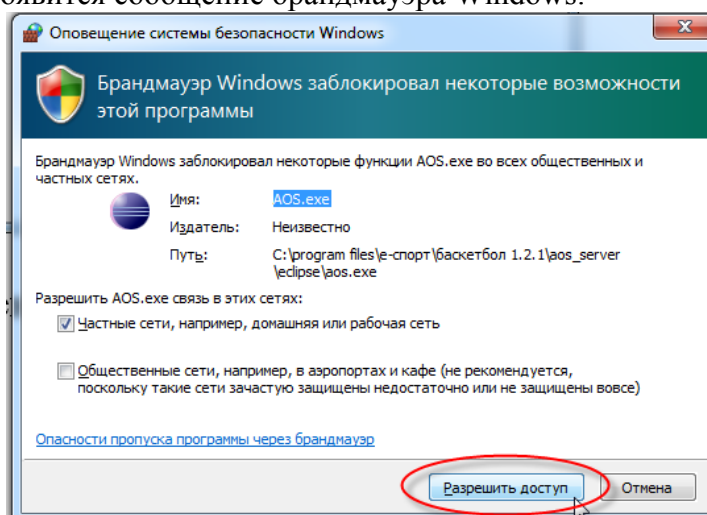 оявится сообщение брандмауэра Windows:
Оповещение системы безопасности Windows
Брандмауэр Windows заблокировал некоторые возможности
этой программы
Брандмауэр Windows заблокировал некоторые функции AOS.exe во всех общественных и
частных сетях.
Имя: AOS.exe
Издатель: Неизвестно
Путь: C:\program files\е-спорт\баскетбол 1.2.1\aos_server
\eclipse\aos.exe
Разрешить AOS.exe связь в этих сетях:
Частные сети, например, домашняя или рабочая сеть
Общественные сети, например, в аэропортах и кафе (не рекомендуется,
поскольку такие сети зачастую защищены недостаточно или не защищены вовсе)
Опасности пропуска программы через брандмауэр
Разрешить доступ Отмена